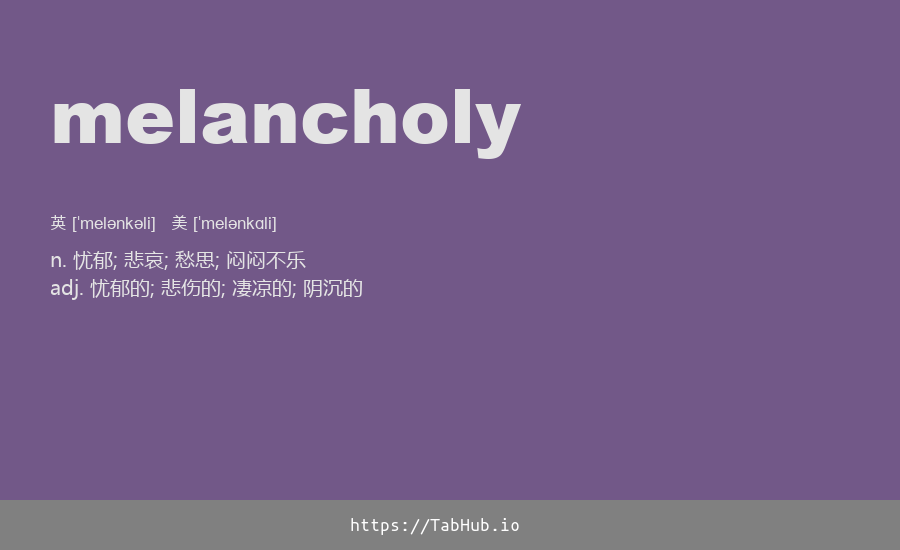 melancholy
英 [ˈmelənkəli] 美 [ˈmelənkɑli]
n. 忧郁; 悲哀; 愁思; 闷闷不乐
adj. 忧郁的; 悲伤的; 凄凉的; 阴沉的
https://TabHub.io